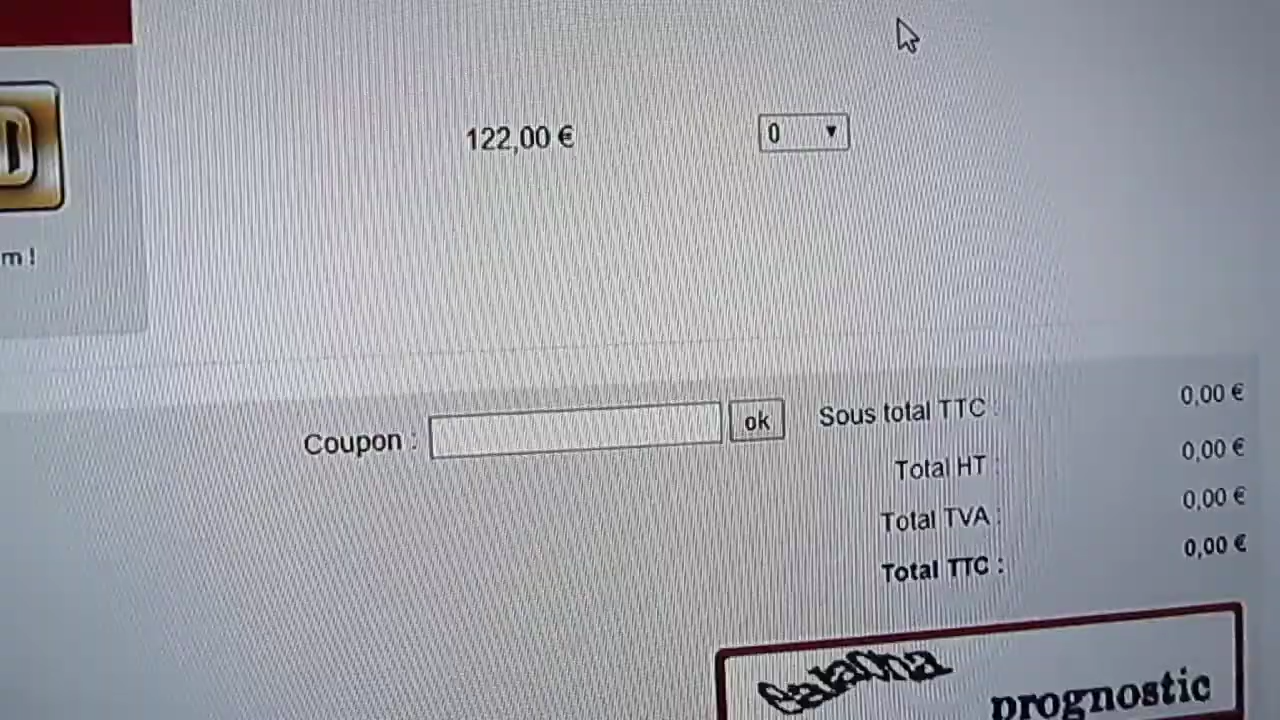 122,00 €
0
m !
Coupon :
ok
Sous total TTC :
0,00 €
Total HT :
0,00 €
Total TVA :
0,00 €
Total TTC :
0,00 €
prognostic